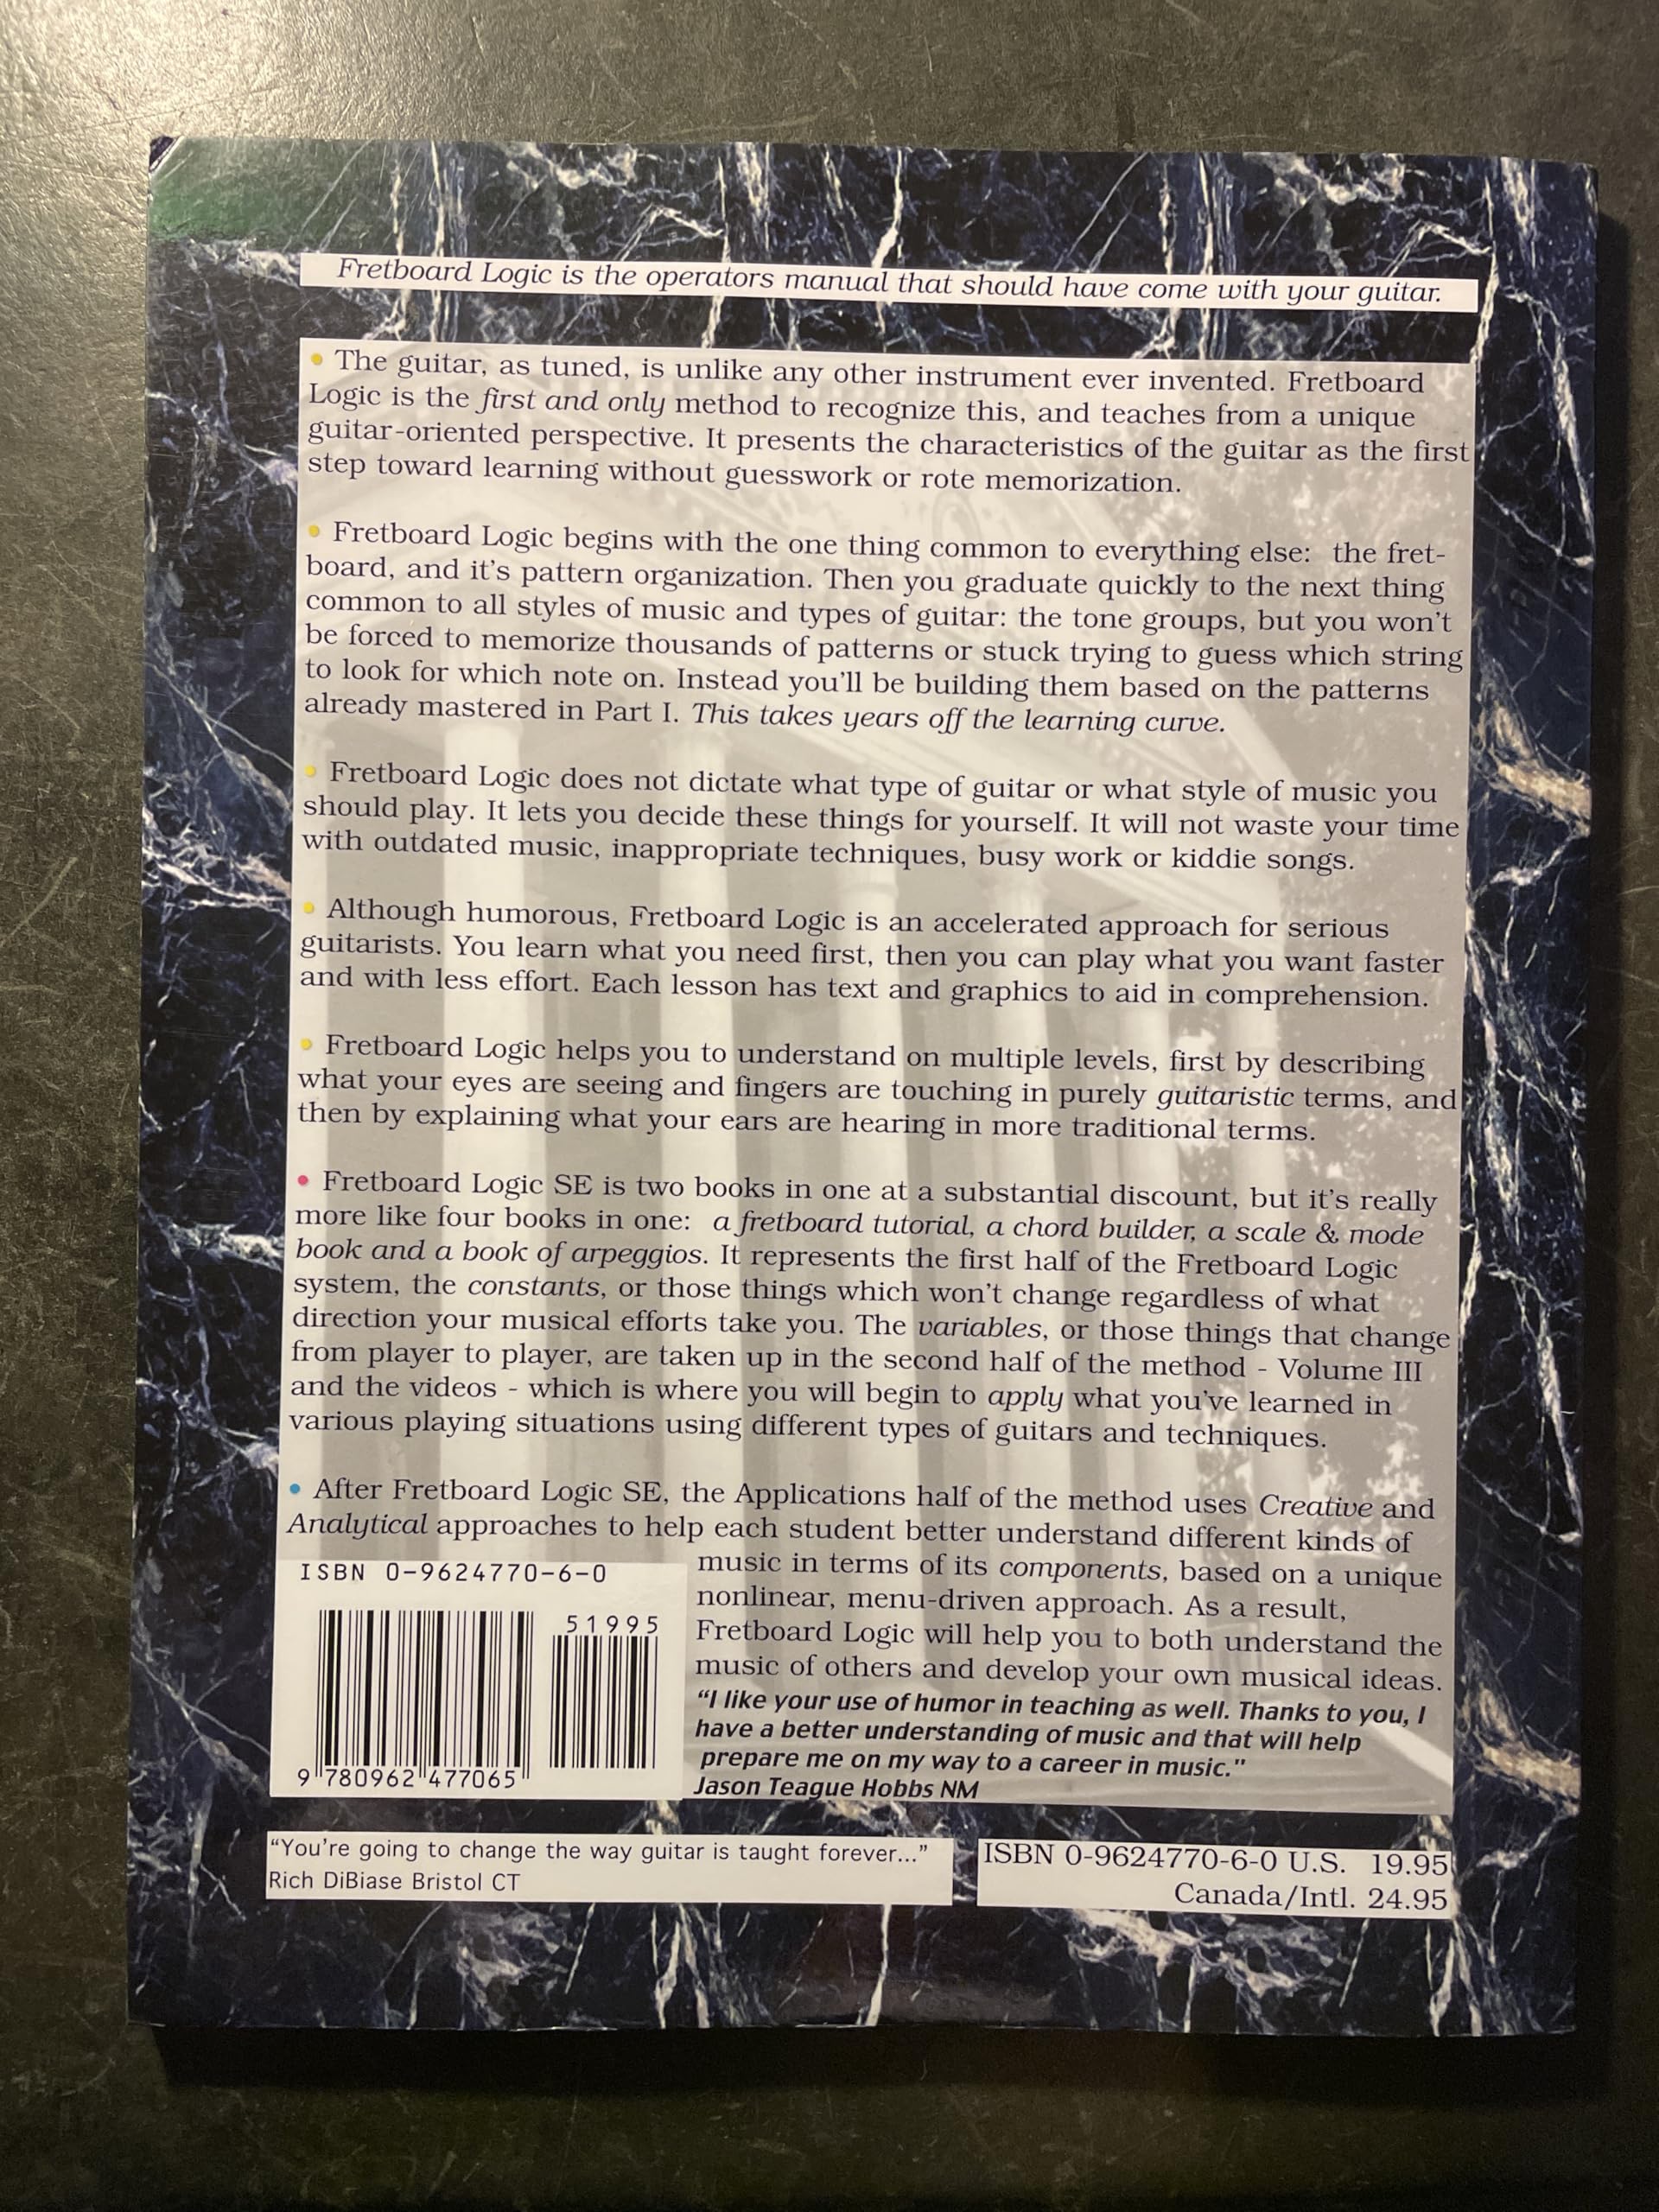 Fretboard Logic is the operators manual that should have come with your guitar.
• The guitar, as tuned, is unlike any other instrument ever invented. Fretboard
Logic is the first and only method to recognize this, and teaches from a unique
guitar-oriented perspective. It presents the characteristics of the guitar as the first
step toward learning without guesswork or rote memorization.
• Fretboard Logic begins with the one thing common to everything else: the fret-
board, and it's pattern organization. Then you graduate quickly to the next thing
common to all styles of music and types of guitar: the tone groups, but you won't
be forced to memorize thousands of patterns or stuck trying to guess which string
to look for which note on. Instead you'll be building them based on the patterns
already mastered in Part I. This takes years off the learning curve.
• Fretboard Logic does not dictate what type of guitar or what style of music you
should play. It lets you decide these things for yourself. It will not waste your time
with outdated music, inappropriate techniques, busy work or kiddie songs.
• Although humorous, Fretboard Logic is an accelerated approach for serious
guitarists. You learn what you need first, then you can play what you want faster
and with less effort. Each lesson has text and graphics to aid in comprehension.
• Fretboard Logic helps you to understand on multiple levels, first by describing
what your eyes are seeing and fingers are touching in purely guitaristic terms, and
then by explaining what your ears are hearing in more traditional terms.
• Fretboard Logic SE is two books in one at a substantial discount, but it's really
more like four books in one: a fretboard tutorial, a chord builder, a scale & mode
book and a book of arpeggios. It represents the first half of the Fretboard Logic
system, the constants, or those things which won't change regardless of what
direction your musical efforts take you. The variables, or those things that change
from player to player, are taken up in the second half of the method - Volume III
and the videos - which is where you will begin to apply what you've learned in
various playing situations using different types of guitars and techniques.
• After Fretboard Logic SE, the Applications half of the method uses Creative and
Analytical approaches to help each student better understand different kinds of
music in terms of its components, based on a unique
nonlinear, menu-driven approach. As a result,
Fretboard Logic will help you to both understand the
music of others and develop your own musical ideas.
"I like your use of humor in teaching as well. Thanks to you, I
have a better understanding of music and that will help
prepare me on my way to a career in music."
Jason Teague Hobbs NM
ISBN 0-9624770-6-0
51995
9 780962 477065
"You're going to change the way guitar is taught forever..."
Rich DiBiase Bristol CT
ISBN 0-9624770-6-0 U.S. 19.95
Canada/Intl. 24.95